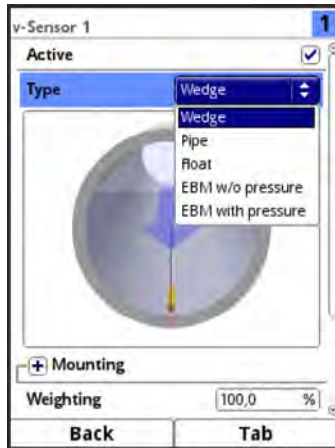 v-Sensor 1 1
Active
Type Wedge
Wedge
Pipe
Float
EBM w/o pressure
EBM with pressure
Mounting
Weighting 100,0 %
Back Tab